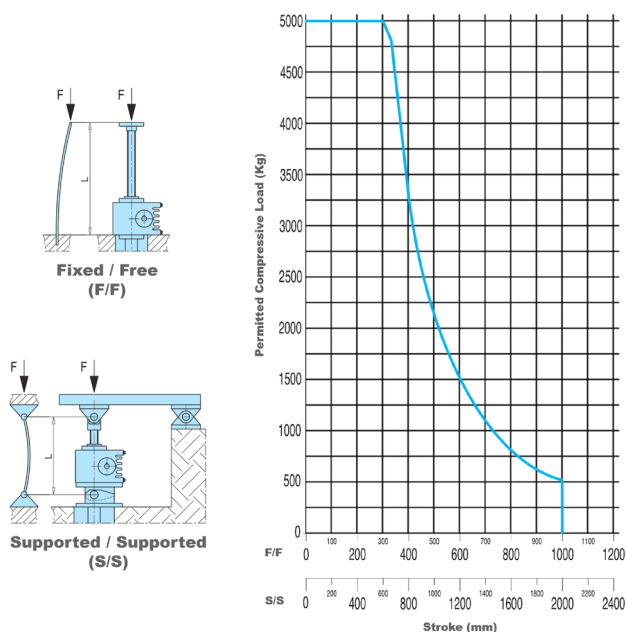 F
F
L
Fixed / Free
(F/F)
F
F
L
Supported / Supported
(S/S)
Permitted Compressive Load (Kg)
5000
4500
4000
3500
3000
2500
2000
1500
1000
500
0
F/F
0 100 200 300 400 500 600 700 800 900 1000 1100 1200
S/S
0 200 400 600 800 1000 1200 1400 1600 1800 2000 2200 2400
Stroke (mm)